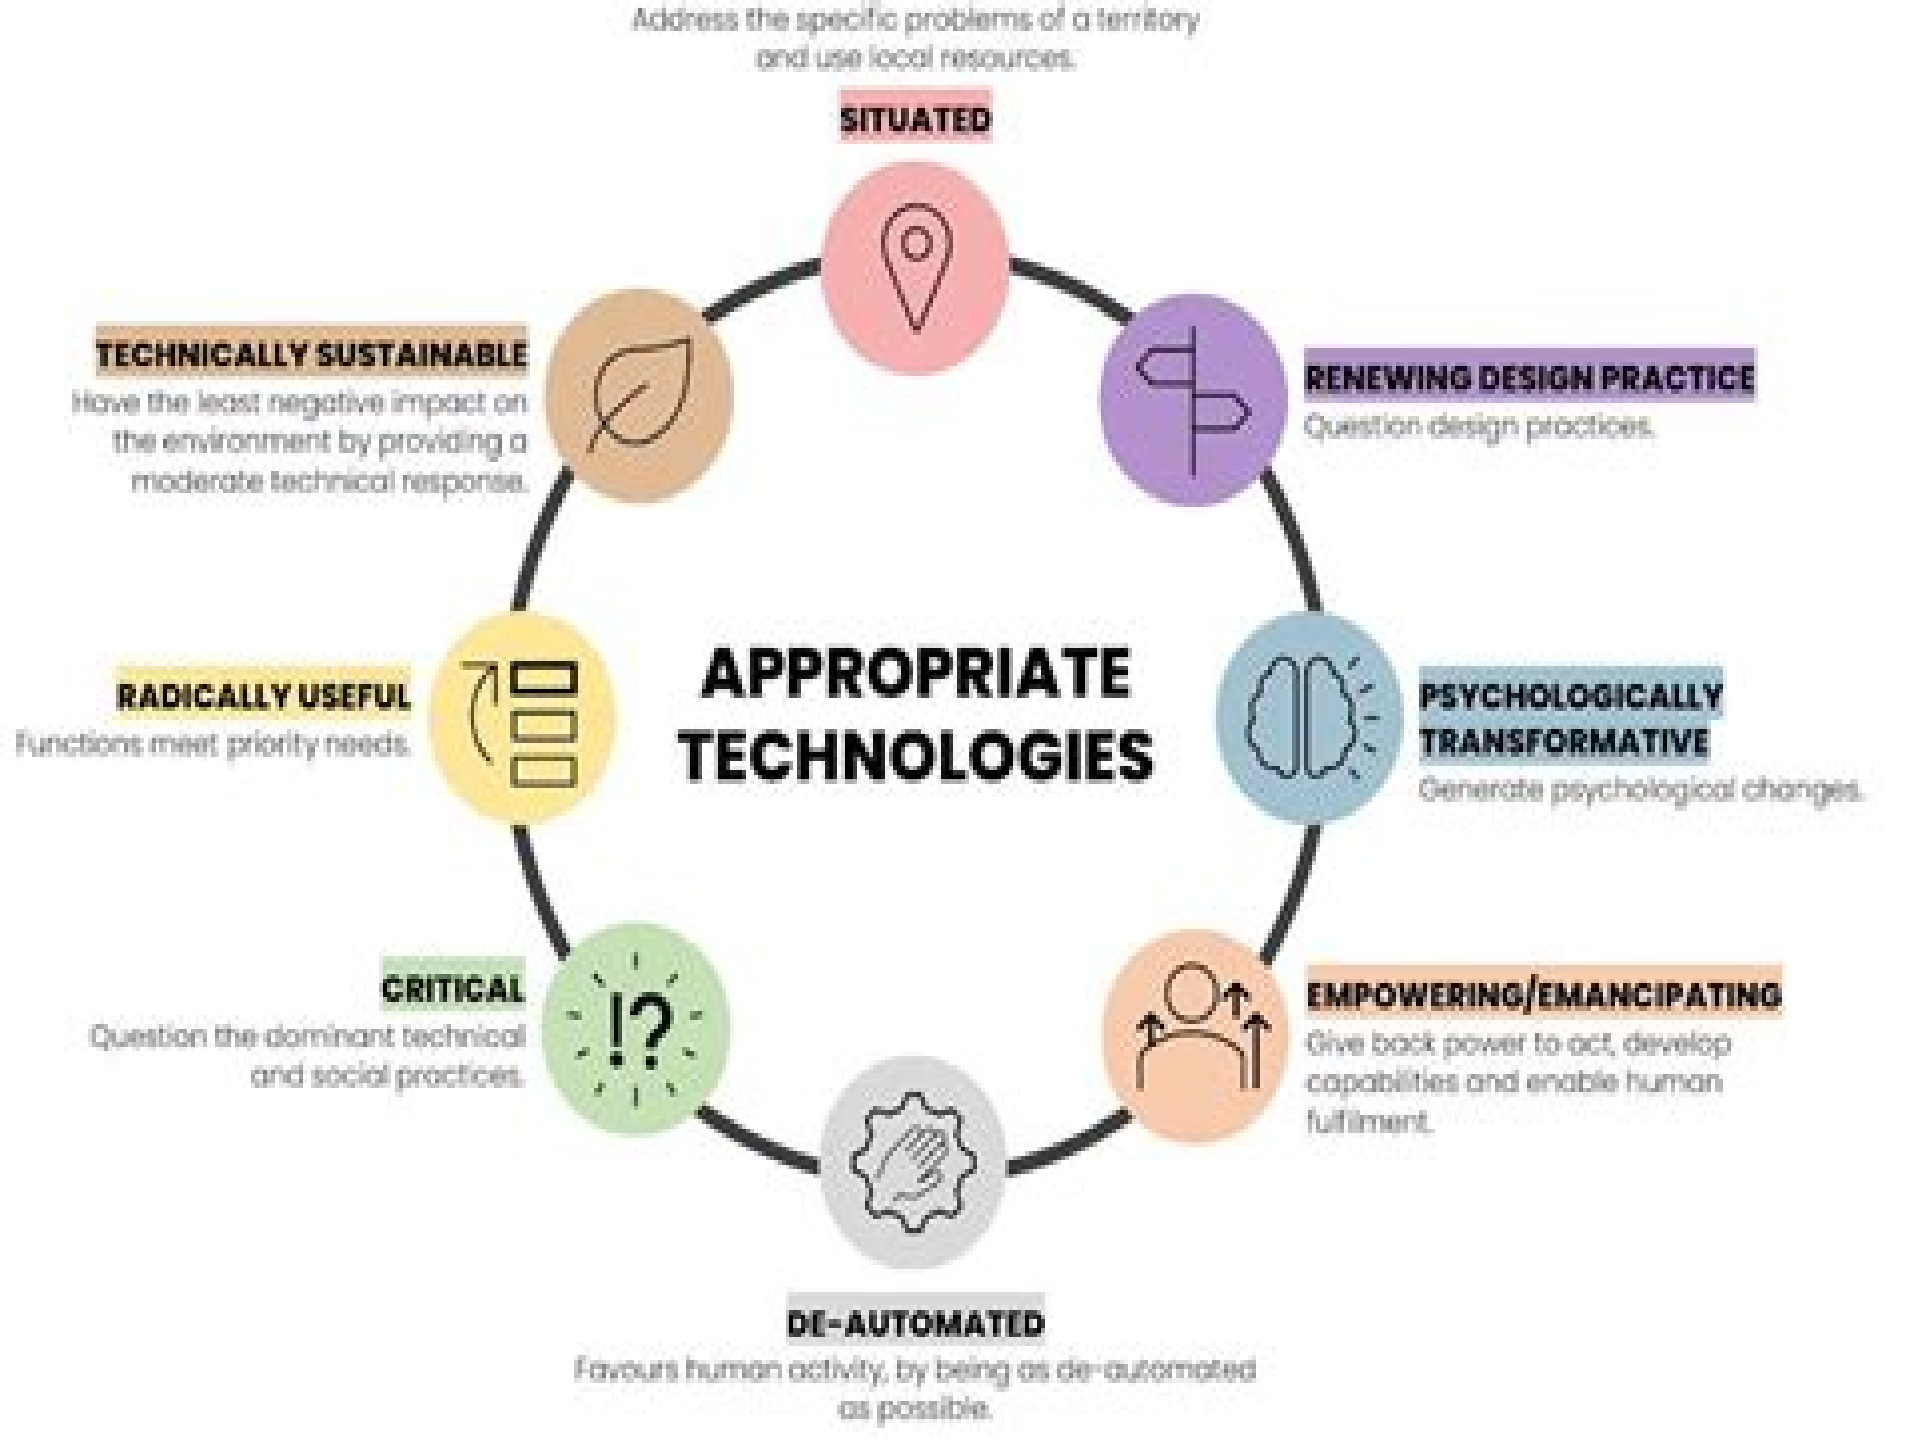 Address the specific problems of a territory
and use local resources.
SITUATED
TECHNICALLY SUSTAINABLE
Have the least negative impact on
the environment by providing a
moderate technical response.
RENEWING DESIGN PRACTICE
Question design practices.
RADICALLY USEFUL
Functions meet priority needs.
APPROPRIATE
TECHNOLOGIES
PSYCHOLOGICALLY
TRANSFORMATIVE
Generate psychological changes.
CRITICAL
Question the dominant technical
and social practices.
!?
EMPOWERING/EMANCIPATING
Give back power to act, develop
capabilities and enable human
fulfilment.
DE-AUTOMATED
Favours human activity, by being as de-automated
as possible.